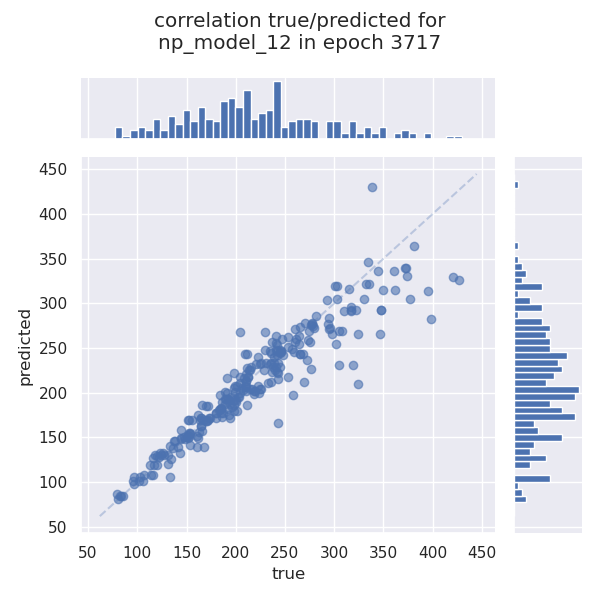 correlation true/predicted for
np_model_12 in epoch 3717
450
400
350
300
250
200
150
100
50
predicted
50 100 150 200 250 300 350 400 450
true